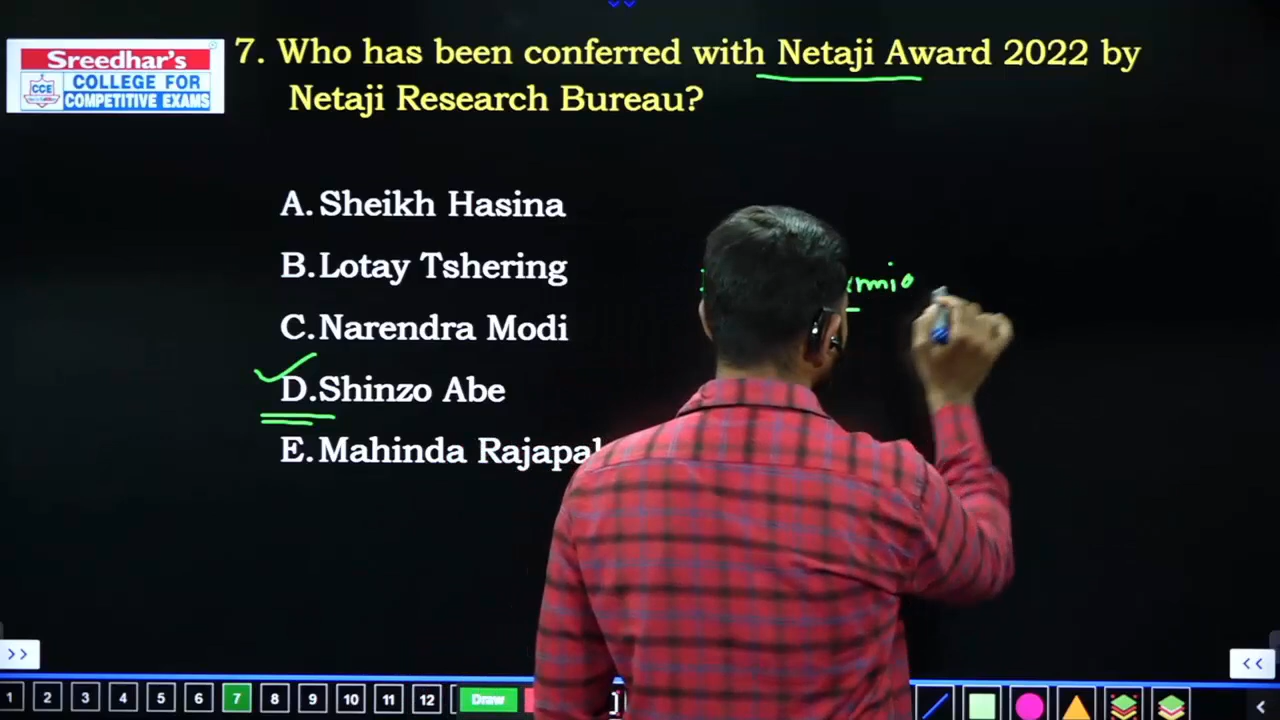 Sreedhar's
CCE
COLLEGE FOR
COMPETITIVE EXAMS
7. Who has been conferred with Netaji Award 2022 by
Netaji Research Bureau?
A. Sheikh Hasina
B. Lotay Tshering
C. Narendra Modi
D. Shinzo Abe
E. Mahinda
>>
<<
1 2 3 4 5 6 7 8 9 10 11 12 Draw
<